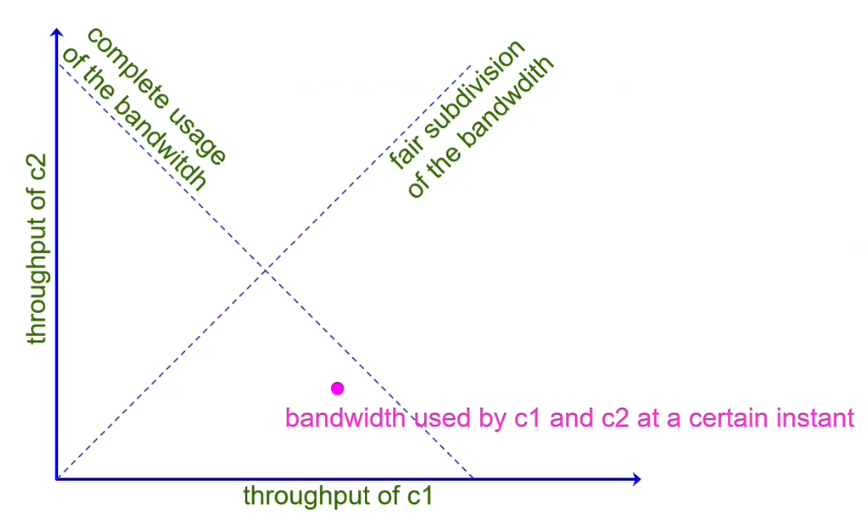 complete usage
of the bandwitdh
fair subdivision
of the bandwdith
throughput of c2
bandwidth used by c1 and c2 at a certain instant
throughput of c1